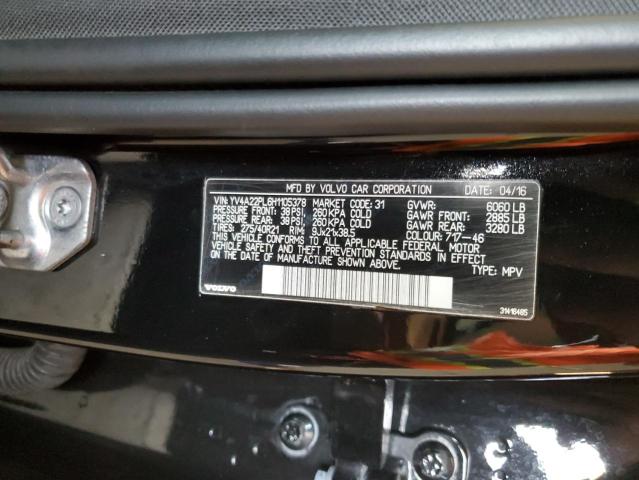 MFD BY VOLVO CAR CORPORATION DATE: 04/16
VIN: YV4A22PL6H1105378 MARKET CODE: 31 GVWR: 6060 LB
PRESSURE FRONT: 38 PSI, 260 KPA COLD GAWR FRONT: 2885 LB
PRESSURE REAR: 38 PSI, 260 KPA COLD GAWR REAR: 3280 LB
TIRES: 275/40R21 9Jx21x38.5 COLOUR: 717-46
THIS VEHICLE CONFORMS TO ALL APPLICABLE FEDERAL MOTOR
VEHICLE SAFETY AND THEFT PREVENTION STANDARDS IN EFFECT
ON THE DATE OF MANUFACTURE SHOWN ABOVE. TYPE: MPV
VOLVO 31418485